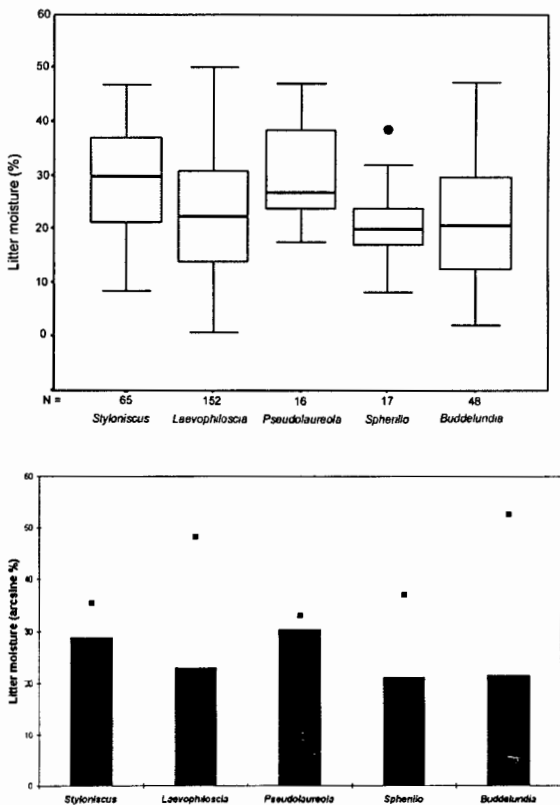 60
50
40
30
20
10
0
Litter moisture (%)
N = 65 152 16 17 48
Styloniscus Laevophiloscia Pseudolaureola Spherillo Buddelundia
60
50
40
30
20
10
0
Litter moisture (arcsine %)
Styloniscus Laevophiloscia Pseudolaureola Spherillo Buddelundia